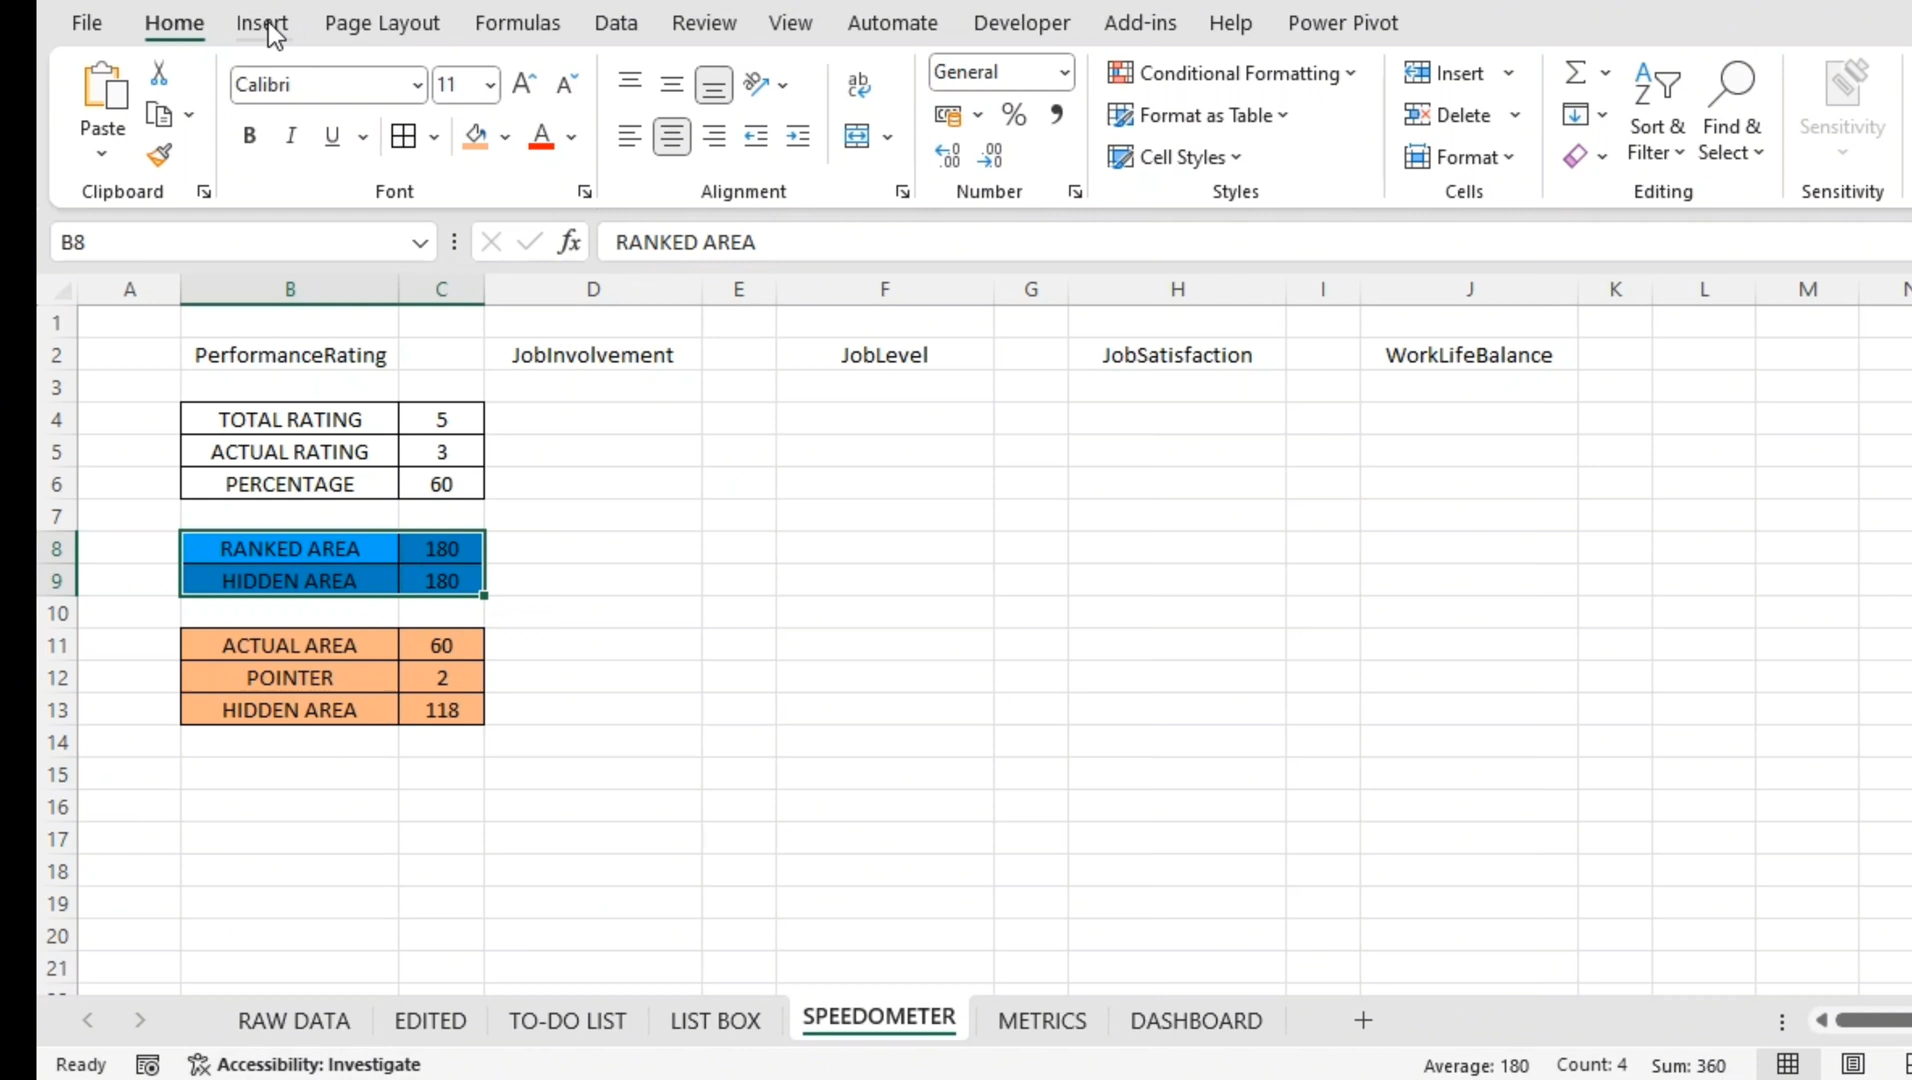 File Home Insert Page Layout Formulas Data Review View Automate Developer Add-ins Help Power Pivot
Calibri 11 A A General Conditional Formatting Insert
Paste Format as Table Delete Sort & Find & Sensitivity
B I U A % Cell Styles Format Filter Select
Clipboard Font Alignment Number Styles Cells Editing Sensitivity
B8 fx RANKED AREA
A B C D E F G H I J K L M
1
2 PerformanceRating JobInvolvement JobLevel JobSatisfaction WorkLifeBalance
3
4 TOTAL RATING 5
5 ACTUAL RATING 3
6 PERCENTAGE 60
7
8 RANKED AREA 180
9 HIDDEN AREA 180
10
11 ACTUAL AREA 60
12 POINTER 2
13 HIDDEN AREA 118
14
15
16
17
18
19
20
21
RAW DATA EDITED TO-DO LIST LIST BOX SPEEDOMETER METRICS DASHBOARD +
Ready Accessibility: Investigate Average: 180 Count: 4 Sum: 360